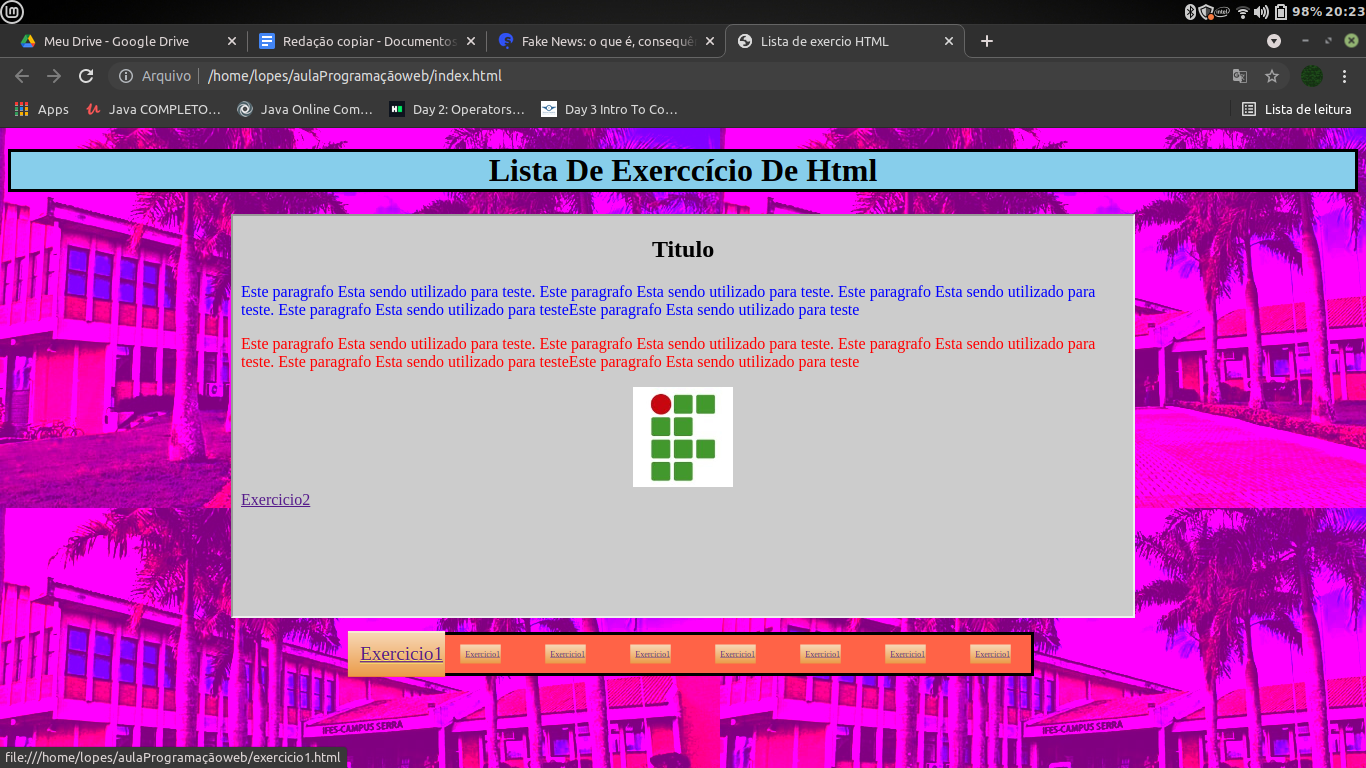 98% 20:23
Meu Drive - Google Drive
Redação copiar - Documentos
Fake News: o que é, consequê
Lista de exercio HTML
Arquivo /home/lopes/aulaProgramaçãoweb/index.html
Apps Java COMPLETO… Java Online Com… Day 2: Operators… Day 3 Intro To Co… Lista de leitura
Lista De Exerccício De Html
Titulo
Este paragrafo Esta sendo utilizado para teste. Este paragrafo Esta sendo utilizado para teste. Este paragrafo Esta sendo utilizado para
teste. Este paragrafo Esta sendo utilizado para testeEste paragrafo Esta sendo utilizado para teste
Este paragrafo Esta sendo utilizado para teste. Este paragrafo Esta sendo utilizado para teste. Este paragrafo Esta sendo utilizado para
teste. Este paragrafo Esta sendo utilizado para testeEste paragrafo Esta sendo utilizado para teste
Exercicio2
Exercicio1 Exercicio1 Exercicio1 Exercicio1 Exercicio1 Exercicio1 Exercicio1 Exercicio1
IFES-CAMPUS SERRA
IFES-CAMPUS SERRA
file:///home/lopes/aulaProgramaçãoweb/exercicio1.html